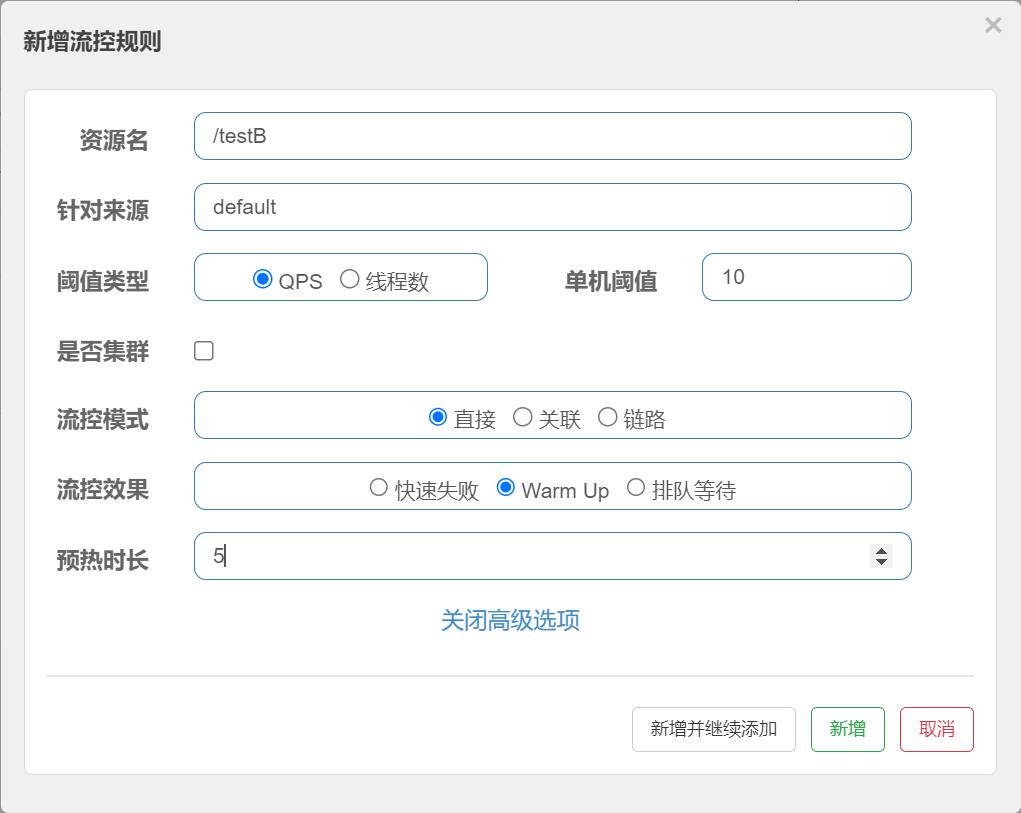 新增流控规则
×
资源名 /testB
针对来源 default
阈值类型 QPS 线程数 单机阈值 10
是否集群
流控模式 直接 关联 链路
流控效果 快速失败 Warm Up 排队等待
预热时长 5
关闭高级选项
新增并继续添加 新增 取消